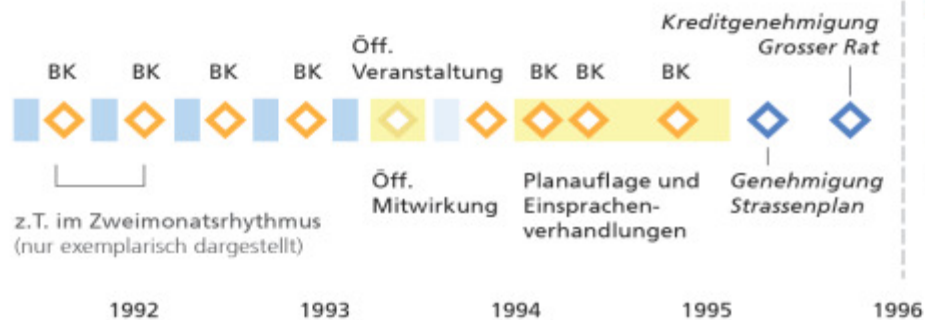 Kreditgenehmigung
Grosser Rat
Öff.
Veranstaltung
BK BK BK BK BK BK BK
Öff.
Mitwirkung
Planauflage und
Einsprachen-
verhandlungen
Genehmigung
Strassenplan
z.T. im Zweimonatsrhythmus
(nur exemplarisch dargestellt)
1992 1993 1994 1995 1996